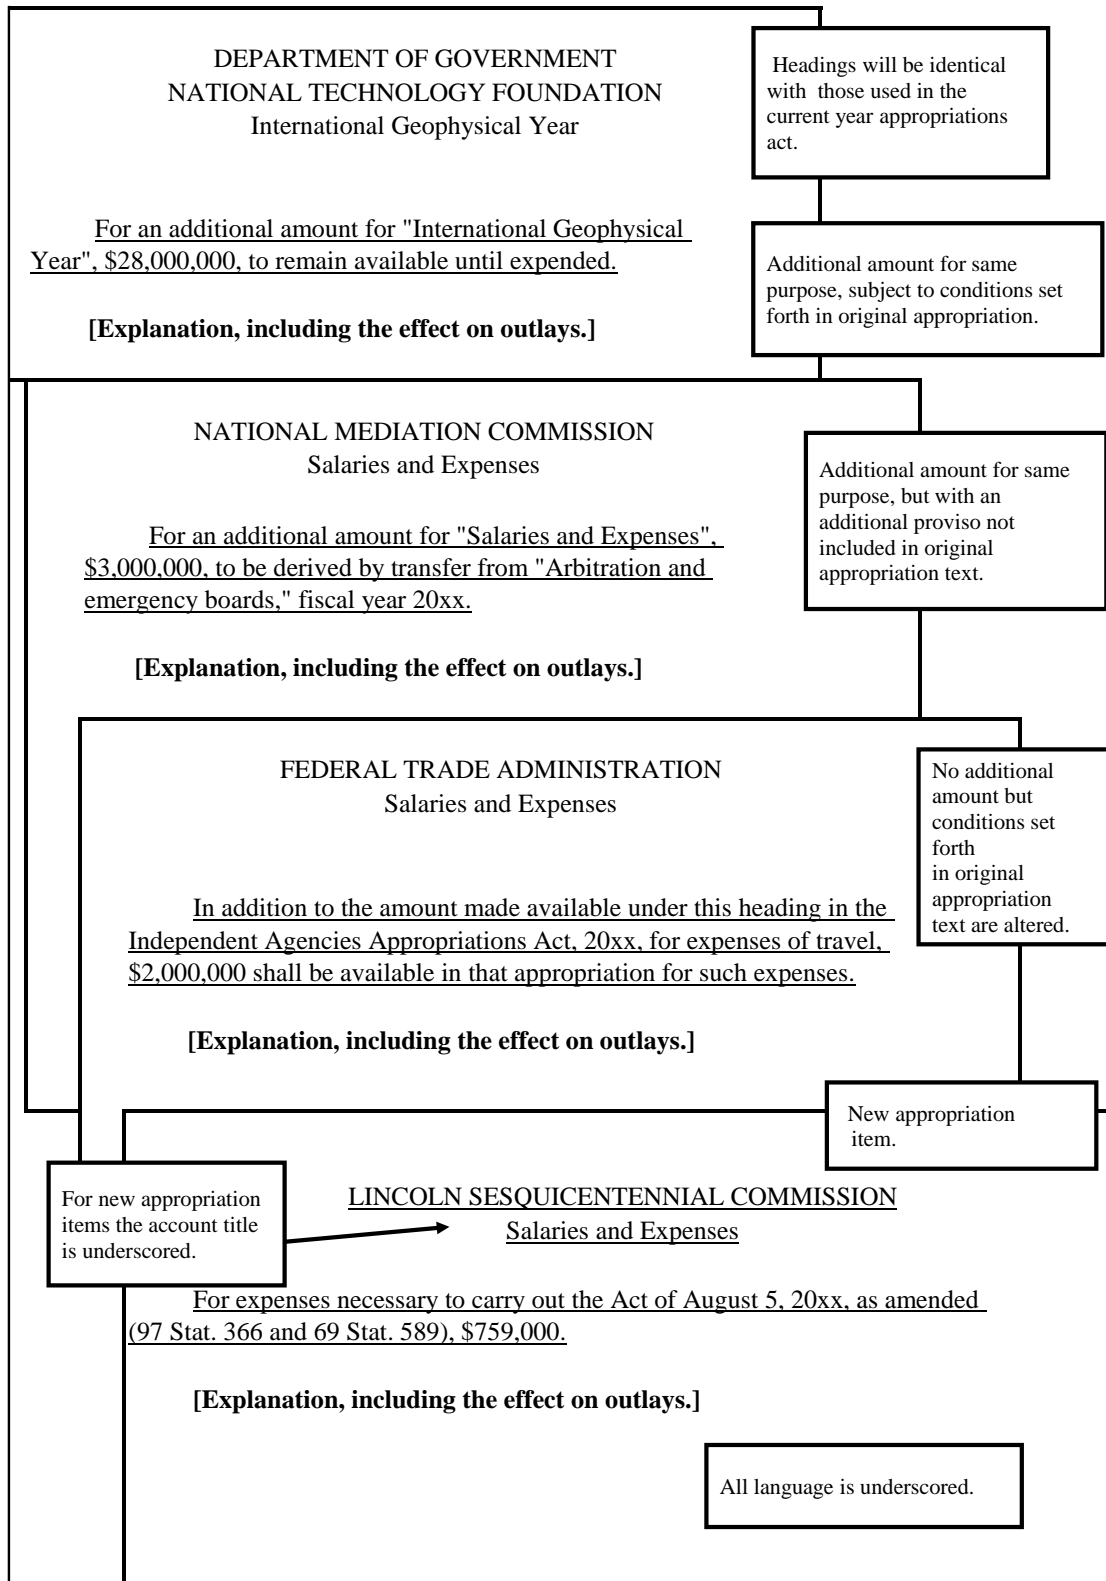 DEPARTMENT OF GOVERNMENT
NATIONAL TECHNOLOGY FOUNDATION
International Geophysical Year
Headings will be identical
with those used in the
current year appropriations
act.
For an additional amount for "International Geophysical
Year", $28,000,000, to remain available until expended.
Additional amount for same
purpose, subject to conditions set
forth in original appropriation.
[Explanation, including the effect on outlays.]
NATIONAL MEDIATION COMMISSION
Salaries and Expenses
Additional amount for same
purpose, but with an
additional proviso not
included in original
appropriation text.
For an additional amount for "Salaries and Expenses",
$3,000,000, to be derived by transfer from "Arbitration and
emergency boards," fiscal year 20xx.
[Explanation, including the effect on outlays.]
FEDERAL TRADE ADMINISTRATION
Salaries and Expenses
No additional
amount but
conditions set
forth
in original
appropriation
text are altered.
In addition to the amount made available under this heading in the
Independent Agencies Appropriations Act, 20xx, for expenses of travel,
$2,000,000 shall be available in that appropriation for such expenses.
[Explanation, including the effect on outlays.]
New appropriation
item.
For new appropriation
items the account title
is underscored.
LINCOLN SESQUICENTENNIAL COMMISSION
Salaries and Expenses
For expenses necessary to carry out the Act of August 5, 20xx, as amended
(97 Stat. 366 and 69 Stat. 589), $759,000.
[Explanation, including the effect on outlays.]
All language is underscored.